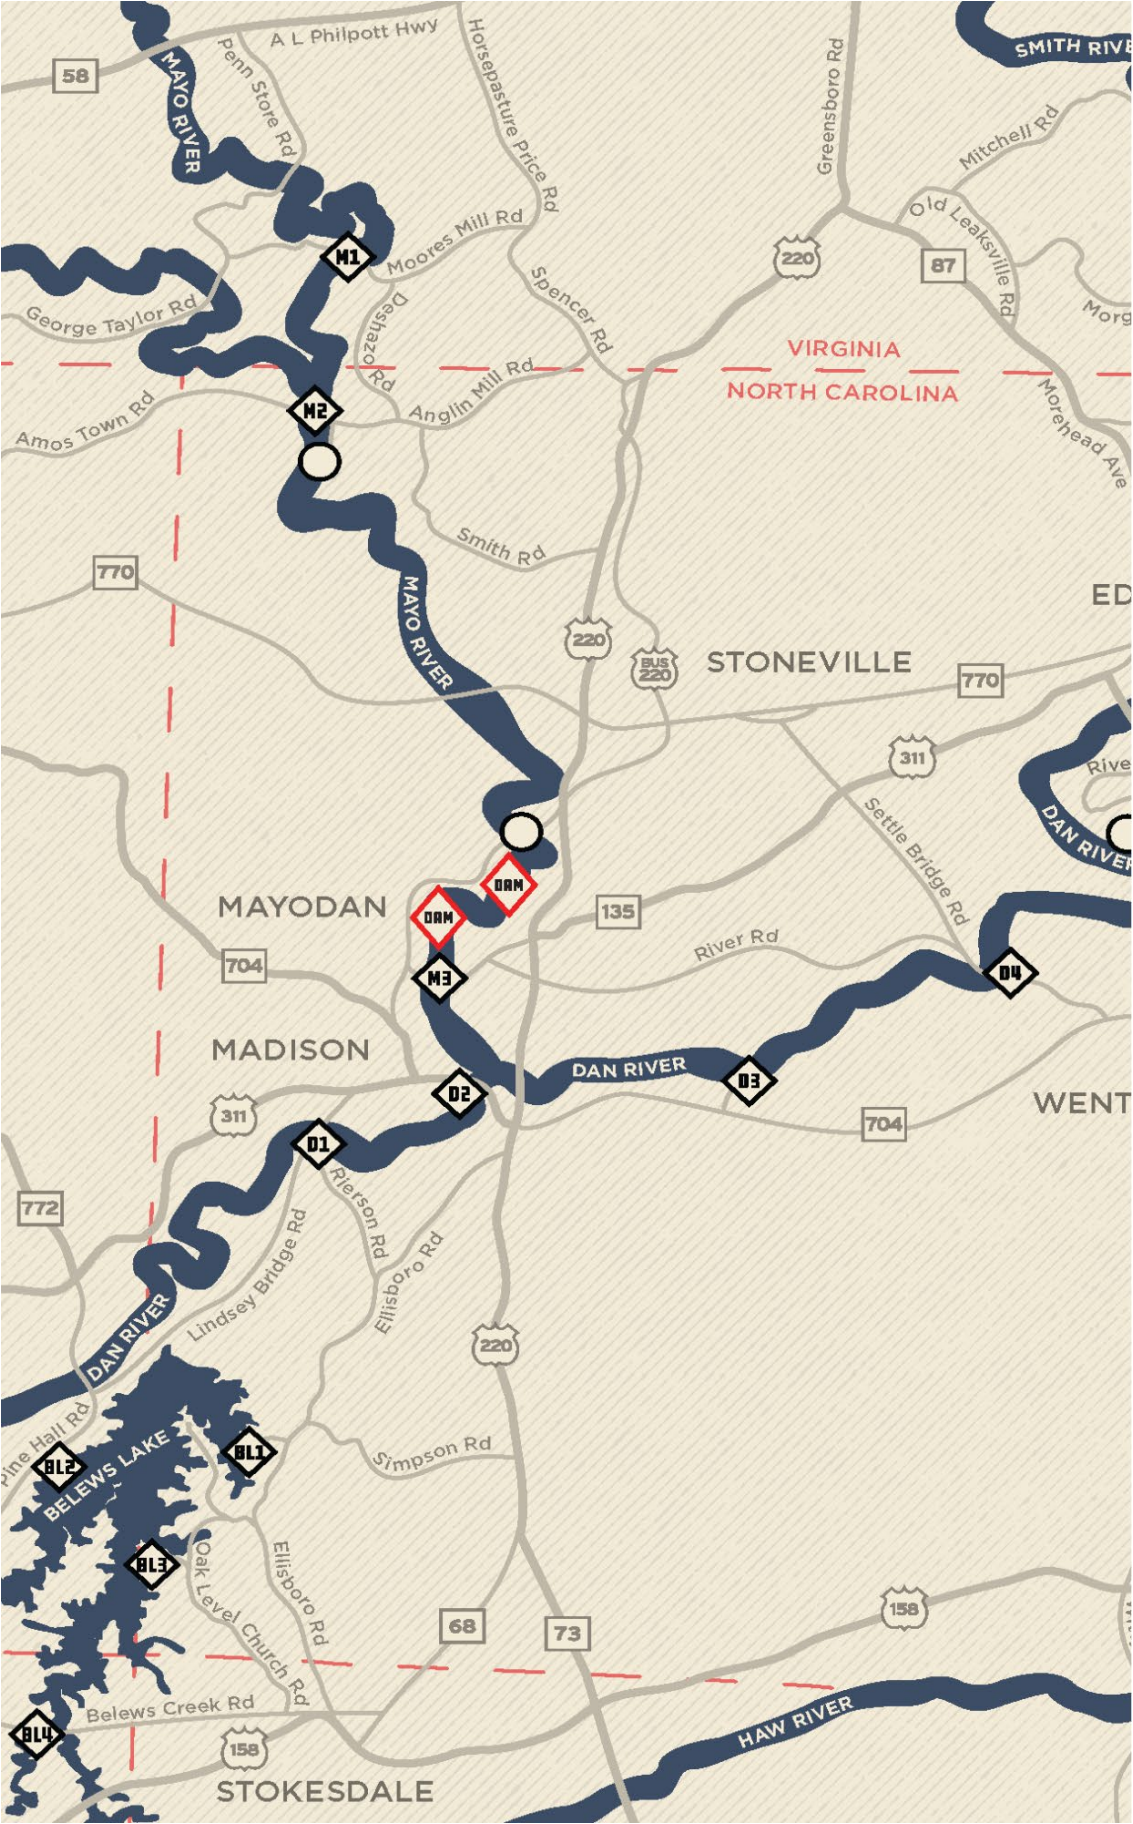 A L Philpott Hwy
58
MAYO RIVER
Penn Store Rd
Horsepasture Price Rd
Greensboro Rd
SMITH RIVE
Mitchell Rd
Old Leaksville Rd
M1
Moores Mill Rd
220
87
Spencer Rd
Deshazo Rd
George Taylor Rd
Morg
VIRGINIA
NORTH CAROLINA
Anglin Mill Rd
Amos Town Rd
M2
Morehead Ave
Smith Rd
770
MAYO RIVER
ED
220
BUS
220
STONEVILLE
770
311
Rive
DAN RIVER
Settle Bridge Rd
DAM
DAM
MAYODAN
135
River Rd
704
M3
D4
MADISON
DAN RIVER
D3
D2
WENT
311
704
D1
Rierson Rd
772
Lindsey Bridge Rd
Ellisboro Rd
DAN RIVER
220
Pine Hall Rd
BL1
BL2
BELEWS LAKE
Simpson Rd
BL3
Oak Level Church Rd
Ellisboro Rd
68
73
158
Belews Creek Rd
BL4
158
HAW RIVER
STOKESDALE